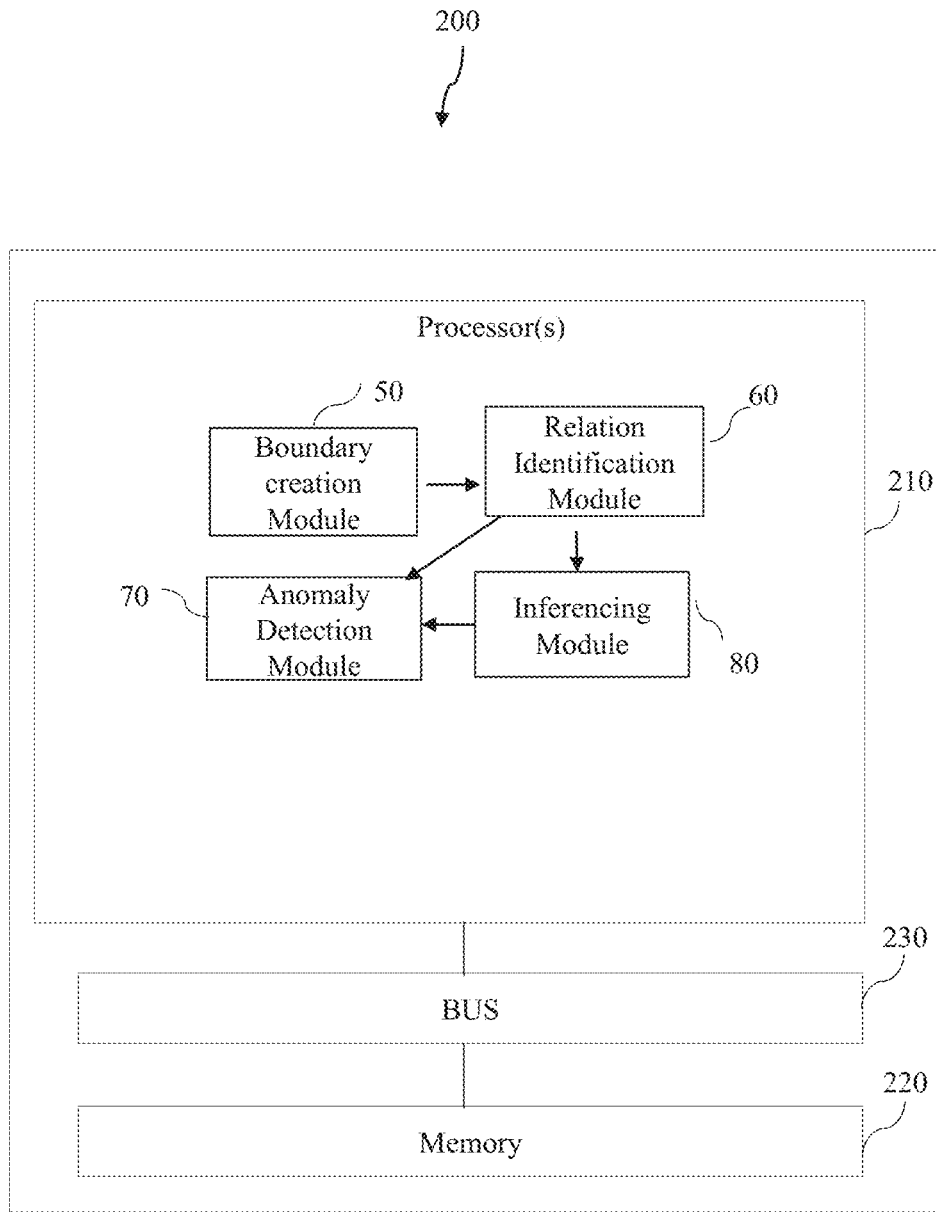 200
Processor(s)
50
60
Boundary
creation
Module
Relation
Identification
Module
210
70
Anomaly
Detection
Module
Inferencing
Module
80
230
BUS
220
Memory